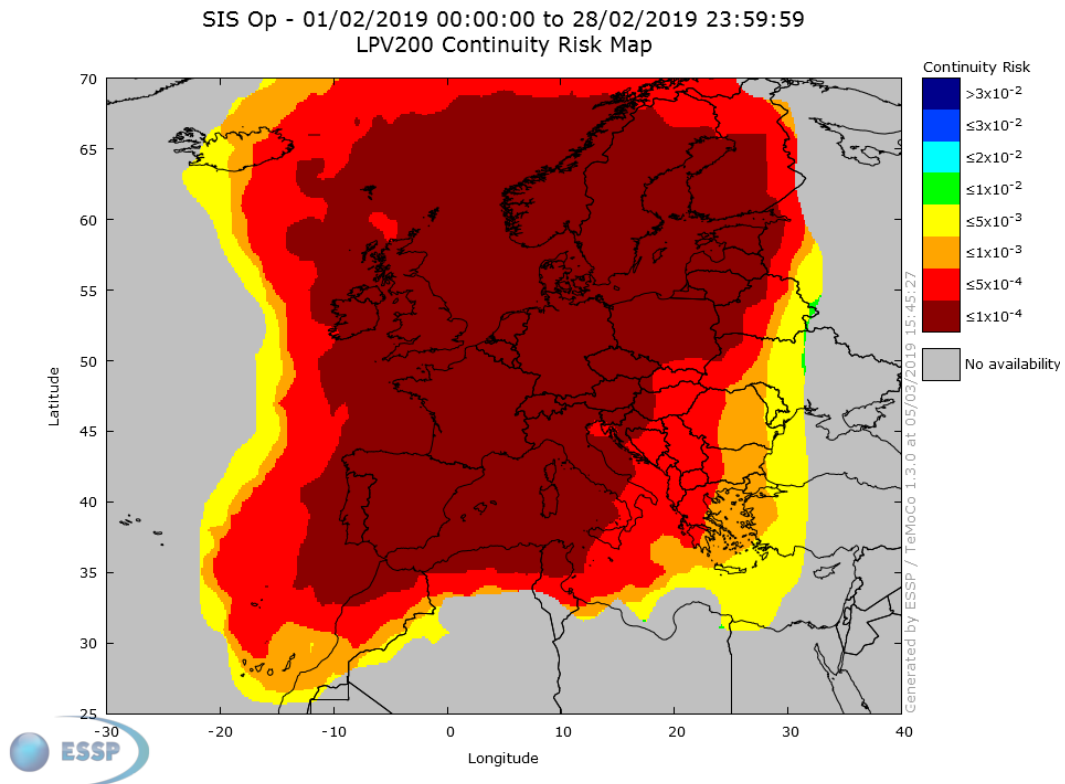 SIS Op - 01/02/2019 00:00:00 to 28/02/2019 23:59:59
LPV200 Continuity Risk Map
Continuity Risk
>3x10⁻²
≤3x10⁻²
≤2x10⁻²
≤1x10⁻²
≤5x10⁻³
≤1x10⁻³
≤5x10⁻⁴
≤1x10⁻⁴
No availability
Latitude
70
65
60
55
50
45
40
35
30
25
-30
-20
-10
0
10
20
30
40
Longitude
Generated by ESSP / TeMoCo 1.3.0 at 05/03/2019 15:45:27
ESSP